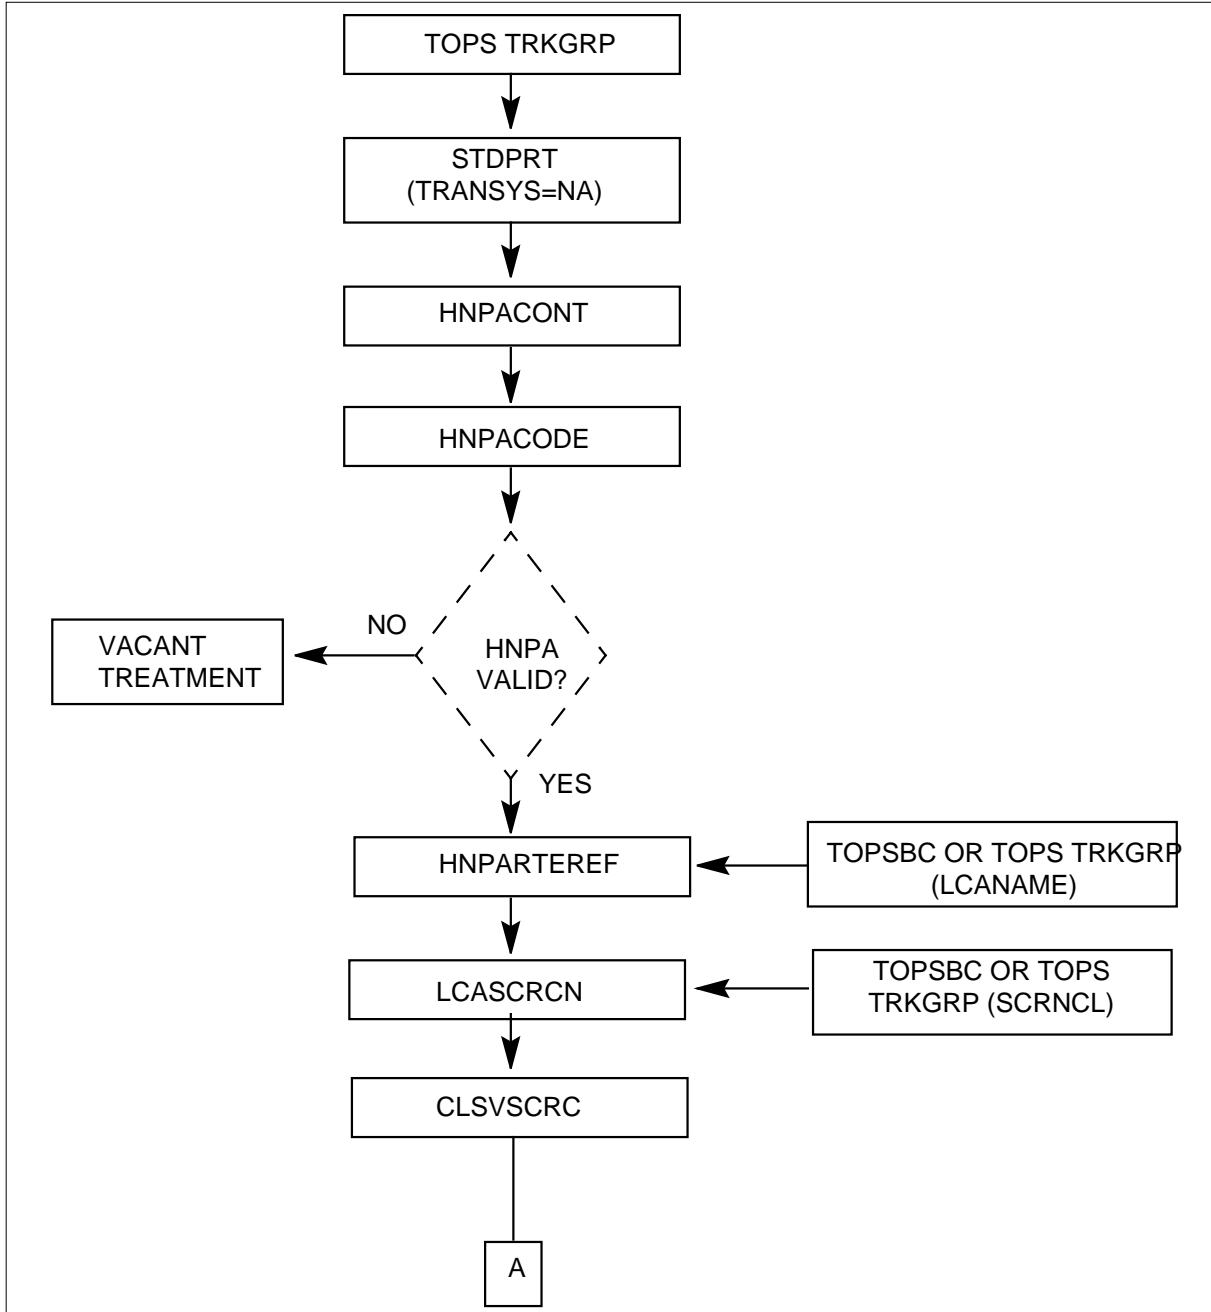 TOPS TRKGRP
STDPRT
(TRANSYS=NA)
HNPACONT
HNPACODE
NO
VACANT
TREATMENT
HNPA
VALID?
YES
HNPARTEREF
TOPSBC OR TOPS TRKGRP
(LCANAME)
LCASCRCN
TOPSBC OR TOPS
TRKGRP (SCRNCL)
CLSVSCRC
A